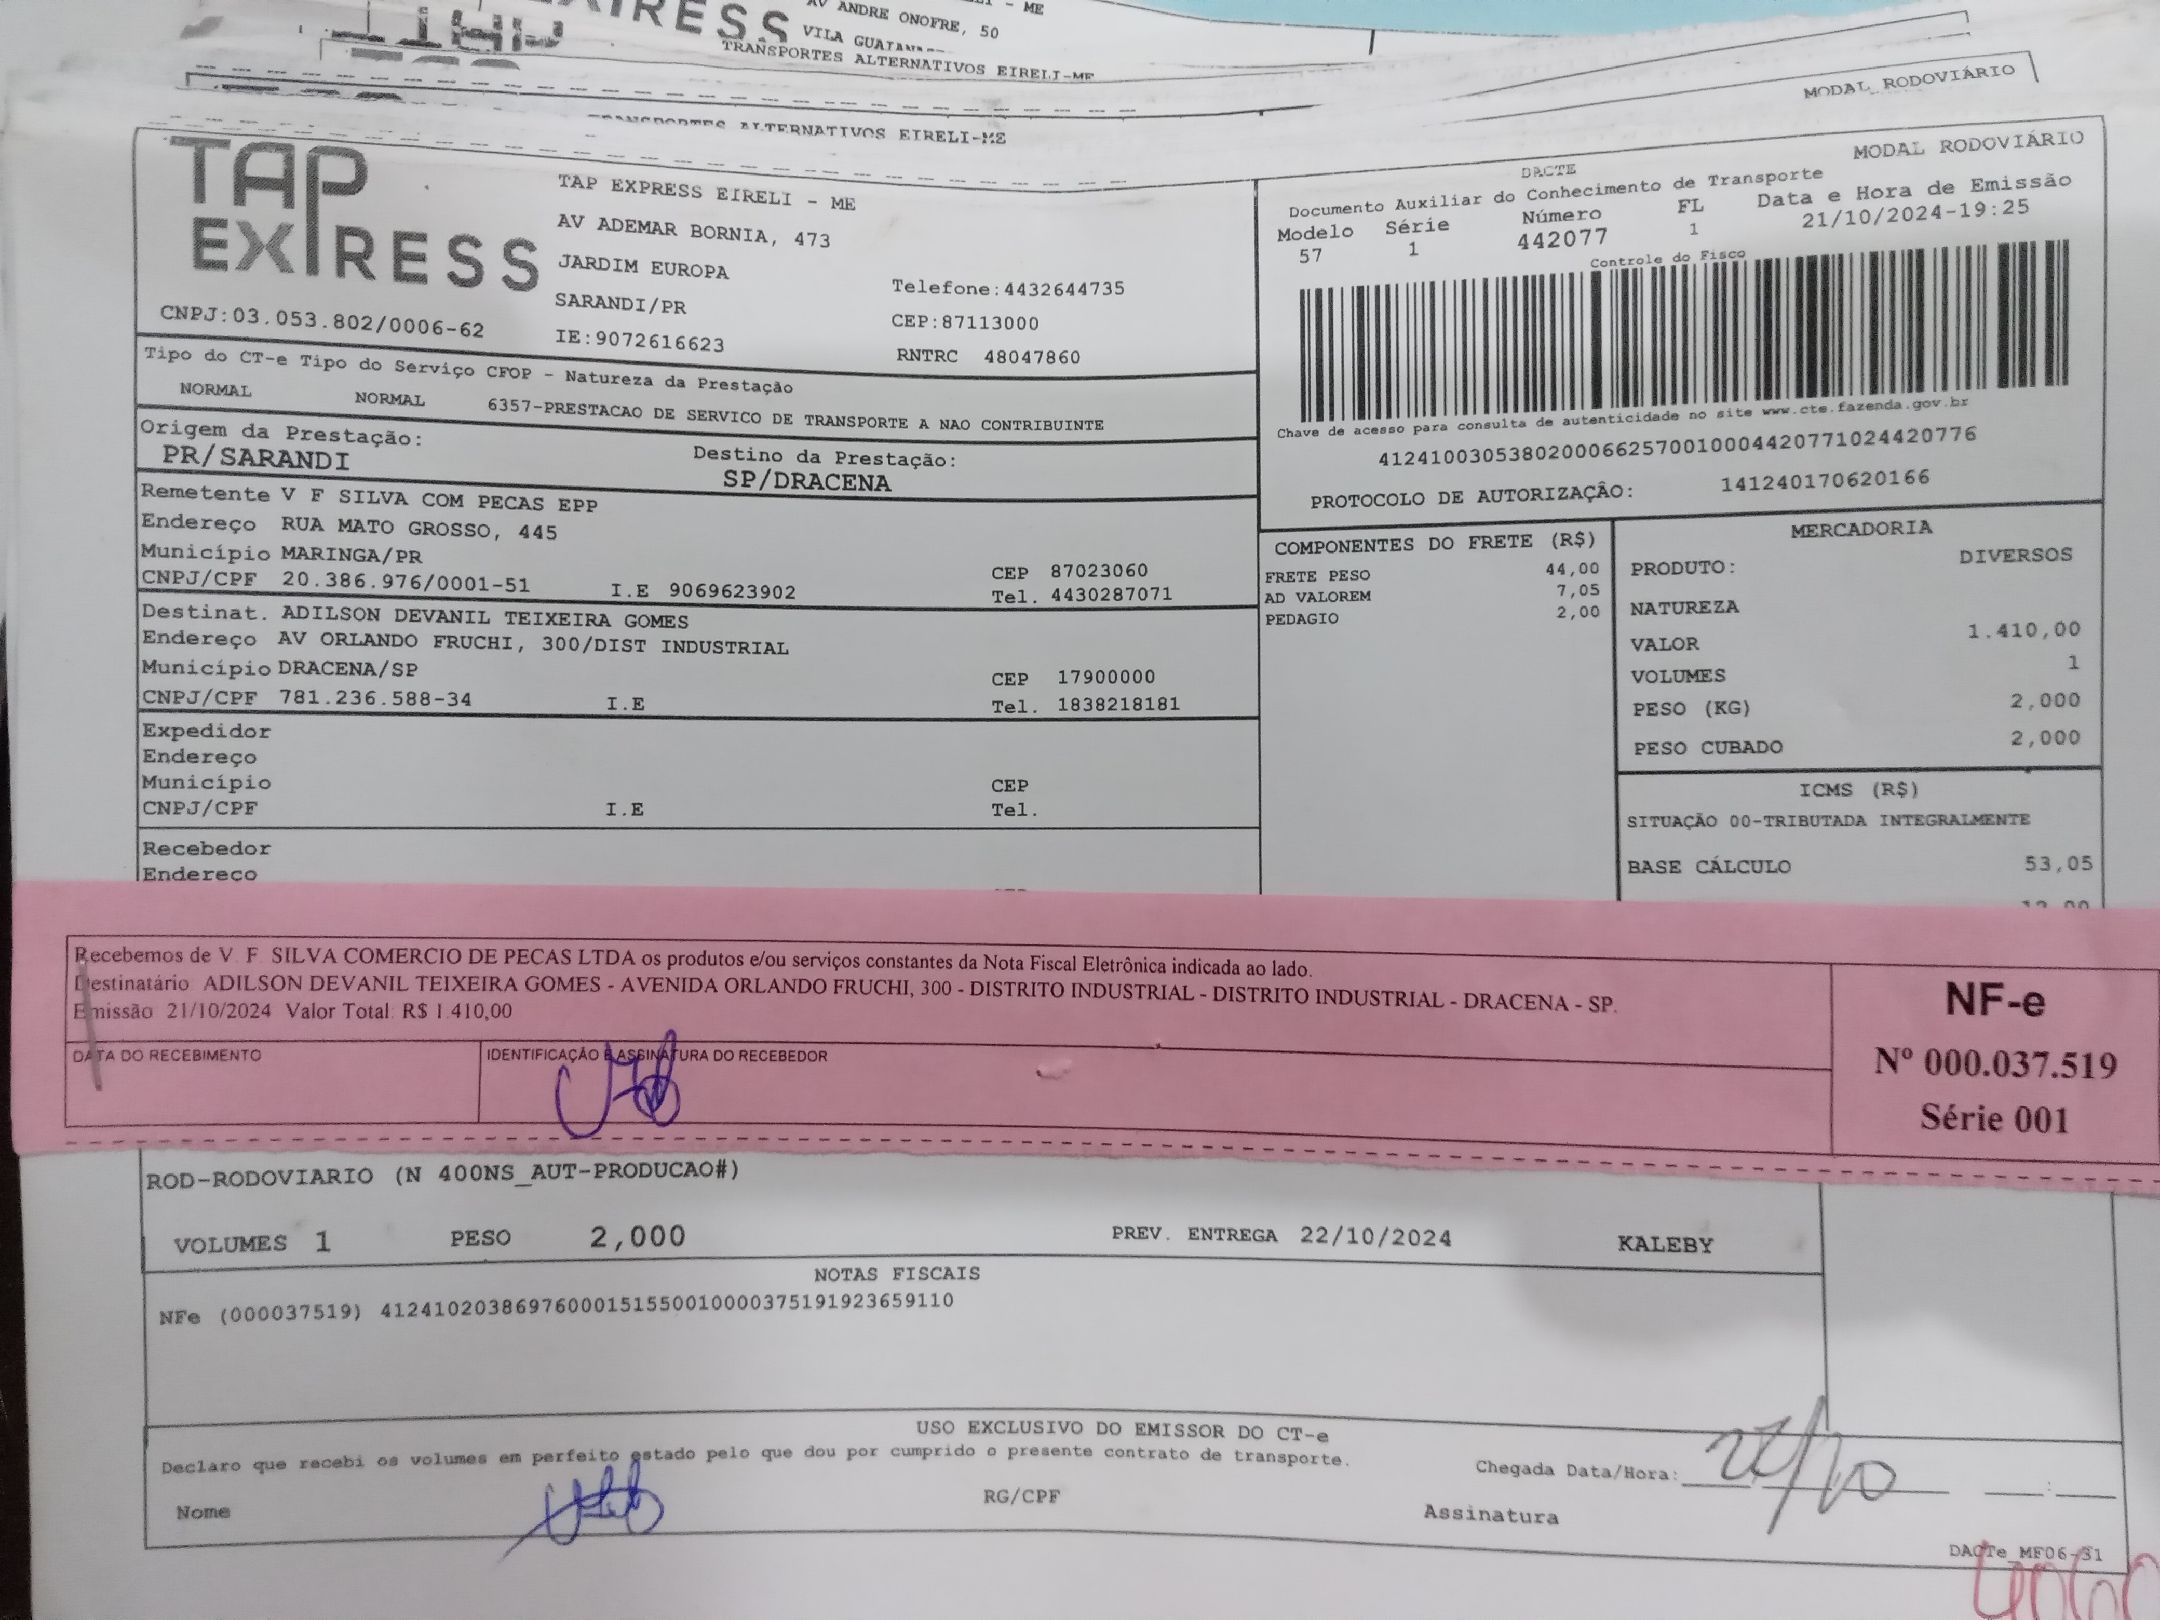 - ME
AV ANDRE ONOFRE, 50
TRANSPORTES ALTERNATIVOS EIRELI-ME
MODAL RODOVIÁRIO
ALTERNATIVOS EIRELI-ME
TAP EXPRESS
TAP EXPRESS EIRELI - ME
AV ADEMAR BORNIA, 473
JARDIM EUROPA
SARANDI/PR
IE:9072616623
Telefone:4432644735
CEP:87113000
RNTRC 48047860
CNPJ:03.053.802/0006-62
MODAL RODOVIÁRIO
DACTE
Documento Auxiliar do Conhecimento de Transporte
Modelo Série Número FL Data e Hora de Emissão
57 1 442077 1 21/10/2024-19:25
Controle do Fisco
Chave de acesso para consulta de autenticidade no site www.cte.fazenda.gov.br
41241003053802000662570010004420771024420776
PROTOCOLO DE AUTORIZAÇÃO: 141240170620166
Tipo do CT-e Tipo do Serviço CFOP - Natureza da Prestação
NORMAL NORMAL 6357-PRESTACAO DE SERVICO DE TRANSPORTE A NAO CONTRIBUINTE
Origem da Prestação: Destino da Prestação:
PR/SARANDI SP/DRACENA
Remetente V F SILVA COM PECAS EPP
Endereço RUA MATO GROSSO, 445
Município MARINGA/PR CEP 87023060
CNPJ/CPF 20.386.976/0001-51 I.E 9069623902 Tel. 4430287071
Destinat. ADILSON DEVANIL TEIXEIRA GOMES
Endereço AV ORLANDO FRUCHI, 300/DIST INDUSTRIAL
Município DRACENA/SP CEP 17900000
CNPJ/CPF 781.236.588-34 I.E Tel. 1838218181
Expedidor
Endereço
Município CEP
CNPJ/CPF I.E Tel.
Recebedor
Endereço
COMPONENTES DO FRETE (R$)
FRETE PESO 44,00
AD VALOREM 7,05
PEDAGIO 2,00
MERCADORIA
PRODUTO: DIVERSOS
NATUREZA
VALOR 1.410,00
VOLUMES 1
PESO (KG) 2,000
PESO CUBADO 2,000
ICMS (R$)
SITUAÇÃO 00-TRIBUTADA INTEGRALMENTE
BASE CÁLCULO 53,05
Recebemos de V F SILVA COMERCIO DE PECAS LTDA os produtos e/ou serviços constantes da Nota Fiscal Eletrônica indicada ao lado.
Destinatário ADILSON DEVANIL TEIXEIRA GOMES - AVENIDA ORLANDO FRUCHI, 300 - DISTRITO INDUSTRIAL - DISTRITO INDUSTRIAL - DRACENA - SP.
Emissão 21/10/2024 Valor Total: R$ 1.410,00
DATA DO RECEBIMENTO IDENTIFICAÇÃO E ASSINATURA DO RECEBEDOR
NF-e
Nº 000.037.519
Série 001
ROD-RODOVIARIO (N 400NS_AUT-PRODUCAO#)
VOLUMES 1 PESO 2,000 PREV. ENTREGA 22/10/2024 KALEBY
NOTAS FISCAIS
NFe (000037519) 41241020386976000151550010000375191923659110
USO EXCLUSIVO DO EMISSOR DO CT-e
Declaro que recebi os volumes em perfeito estado pelo que dou por cumprido o presente contrato de transporte.
Chegada Data/Hora:
Nome RG/CPF Assinatura
DACTe_MF06-31